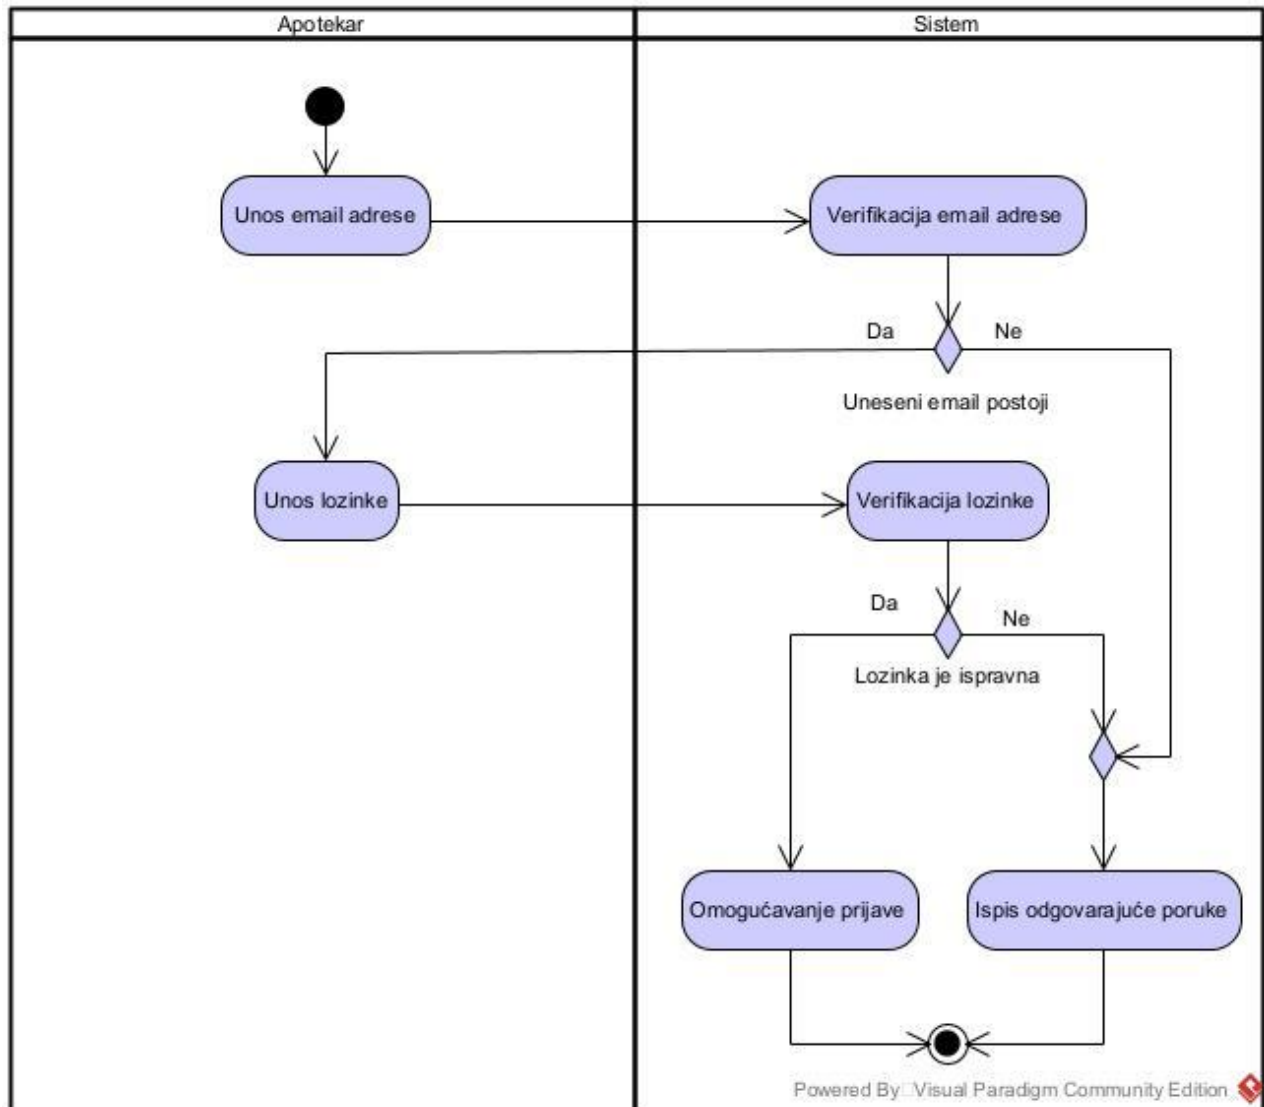 Apotekar
Sistem
Unos email adrese
Verifikacija email adrese
Da
Ne
Uneseni email postoji
Unos lozinke
Verifikacija lozinke
Da
Ne
Lozinka je ispravna
Omogućavanje prijave
Ispis odgovarajuće poruke
Powered By Visual Paradigm Community Edition